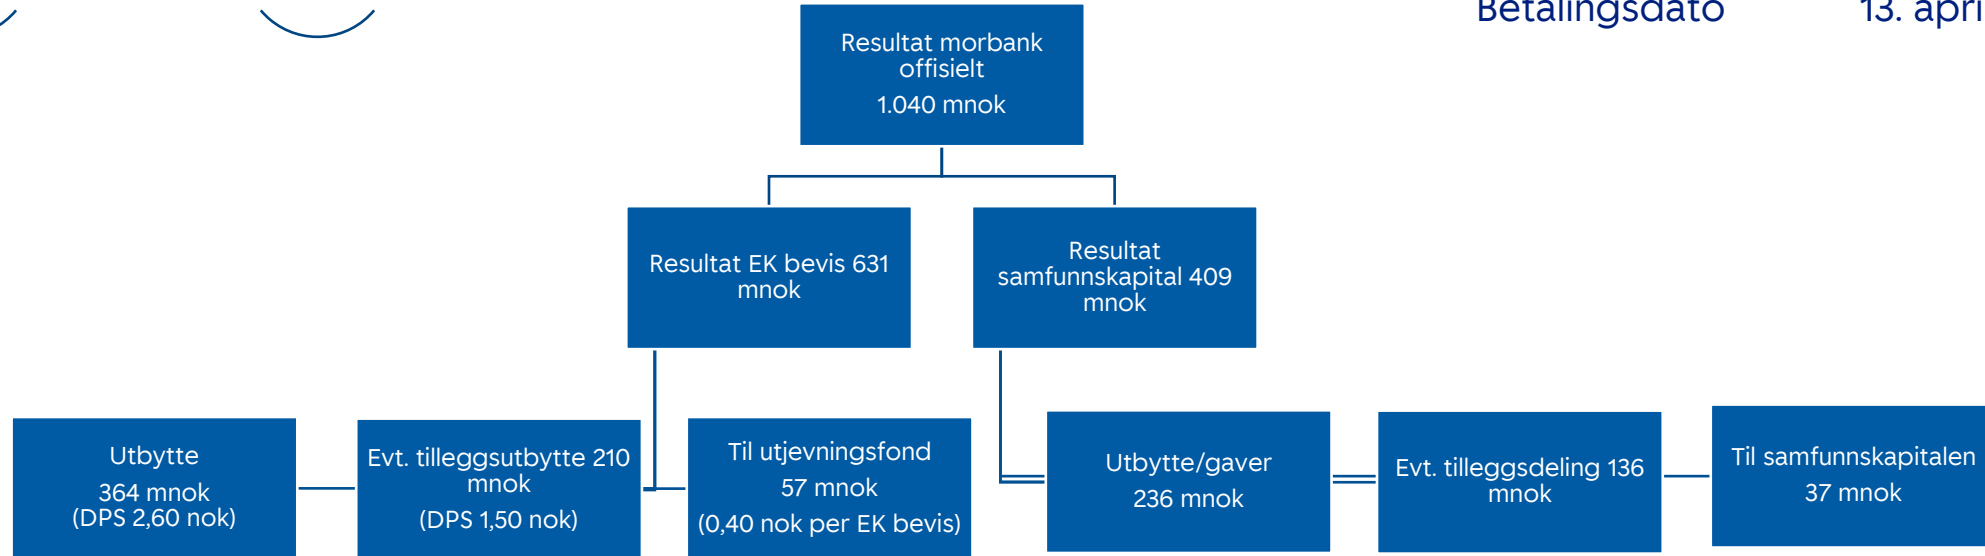 Betalingsdato 13. apri
Resultat morbank
offisielt
1.040 mnok
Resultat EK bevis 631
mnok
Resultat
samfunnskapital 409
mnok
Utbytte
364 mnok
(DPS 2,60 nok)
Evt. tilleggsutbytte 210
mnok
(DPS 1,50 nok)
Til utjevningsfond
57 mnok
(0,40 nok per EK bevis)
Utbytte/gaver
236 mnok
Evt. tilleggsdeling 136
mnok
Til samfunnskapitalen
37 mnok